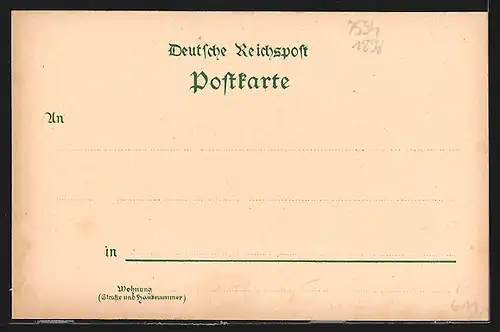 Deutsche Reichspost
Postkarte
An
in
Wohnung
(Straße und Hausnummer)